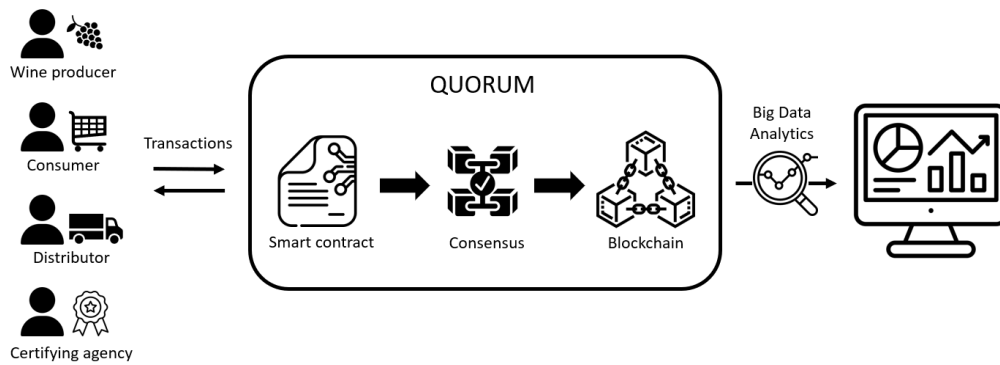 Wine producer
Consumer
Distributor
Certifying agency
Transactions
QUORUM
Smart contract
Consensus
Blockchain
Big Data
Analytics